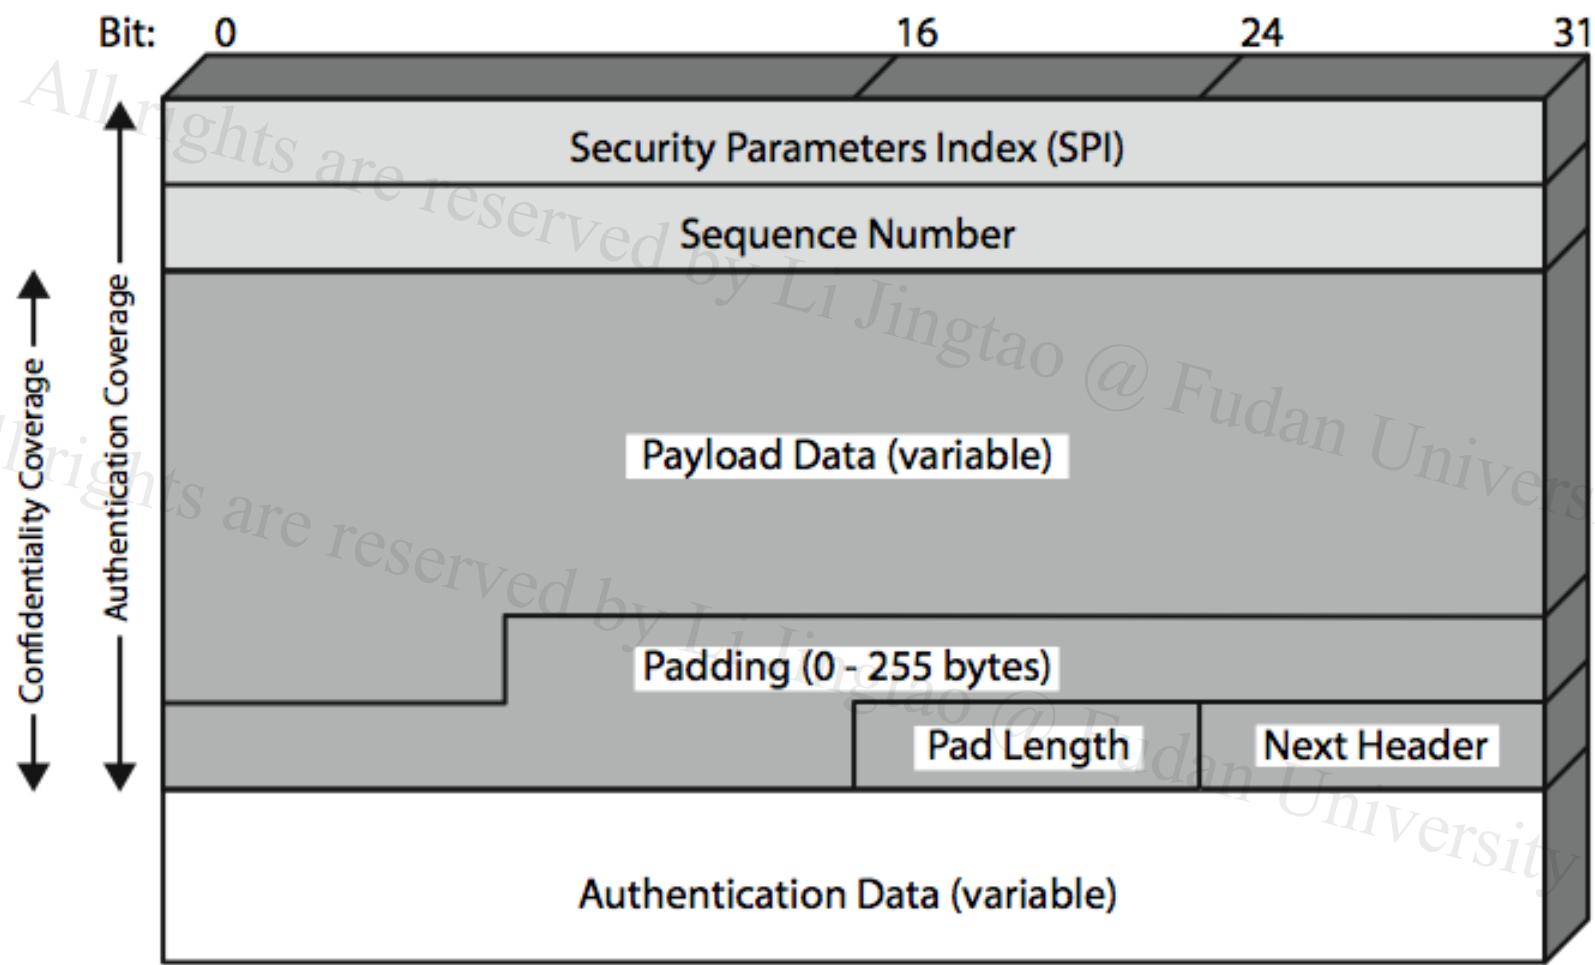 Bit: 0 16 24 31
Security Parameters Index (SPI)
Sequence Number
Payload Data (variable)
Padding (0 - 255 bytes)
Pad Length
Next Header
Authentication Data (variable)
Confidentiality Coverage
Authentication Coverage
All rights are reserved by Li Jingtao @ Fudan Univers
ll rights are reserved by Li Jingtao @ Fudan University